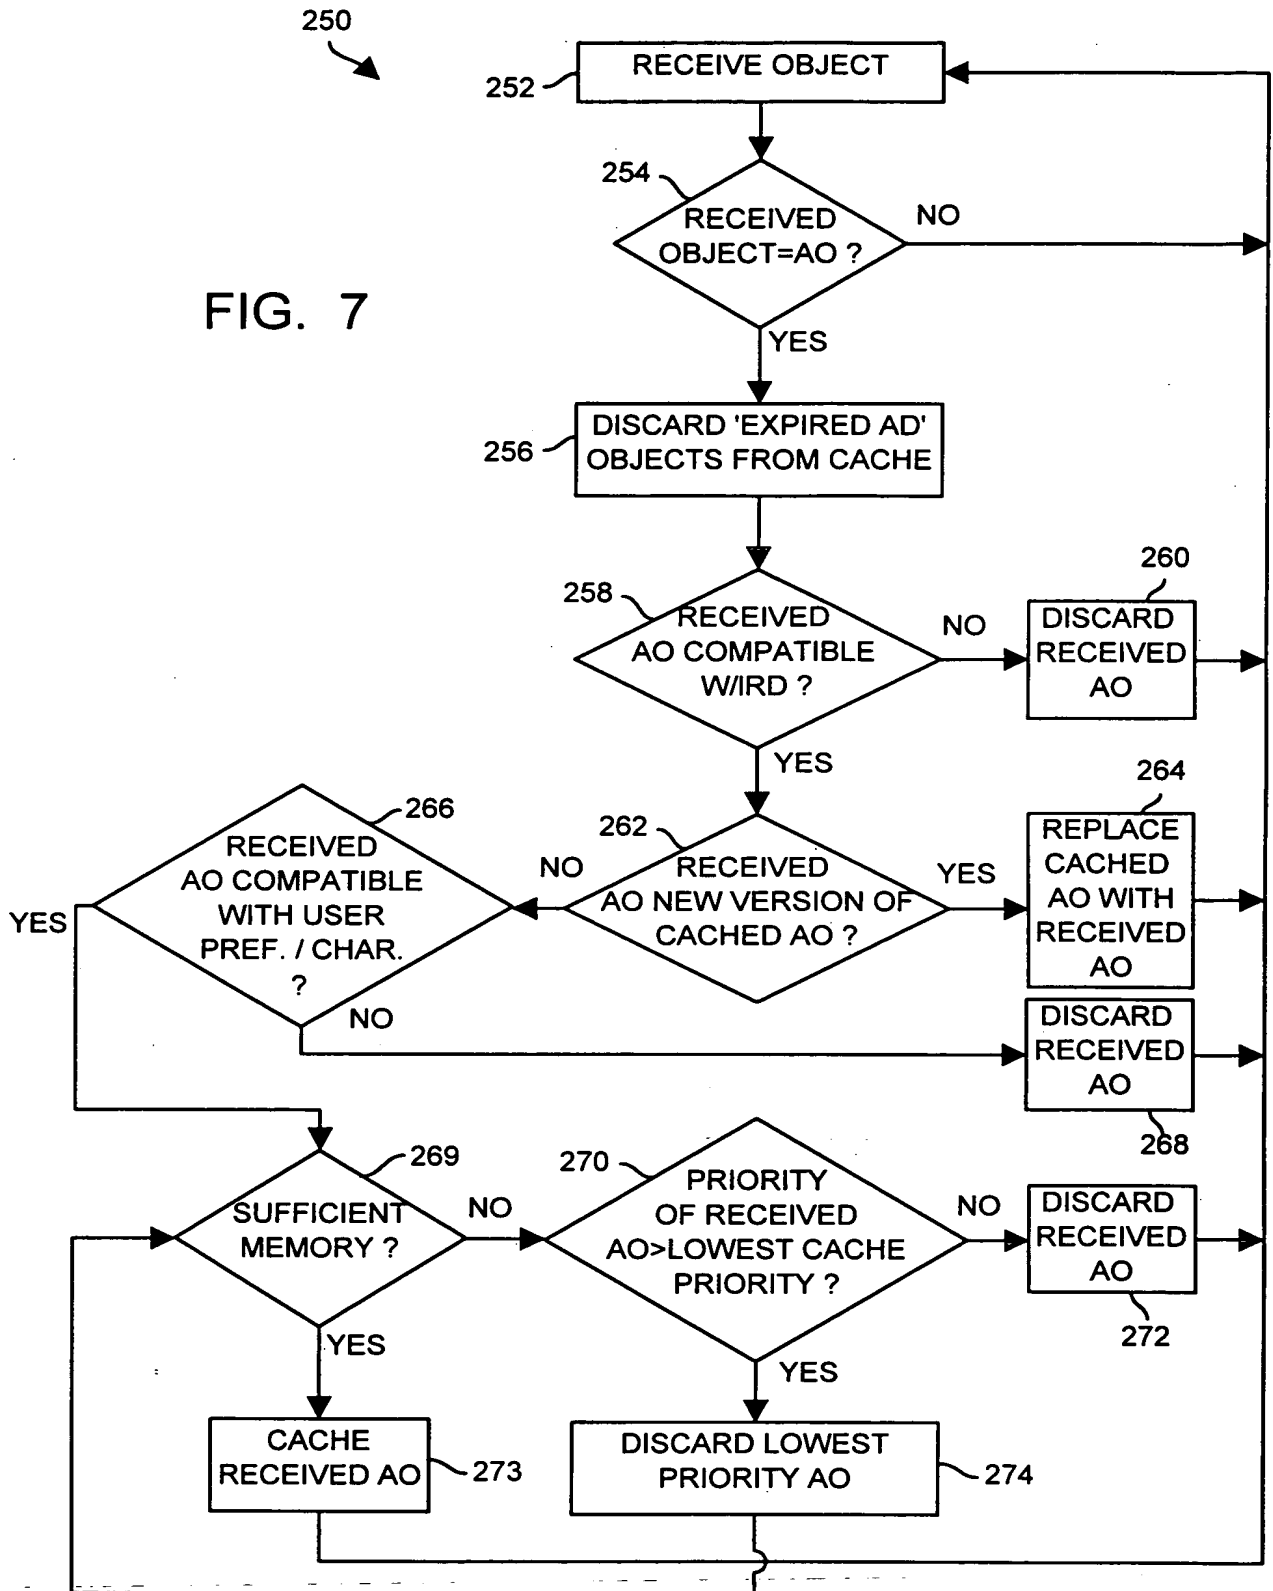 250
RECEIVE OBJECT
252
254
RECEIVED
OBJECT=AO ?
NO
FIG. 7
YES
DISCARD 'EXPIRED AD'
OBJECTS FROM CACHE
256
258
RECEIVED
AO COMPATIBLE
W/IRD ?
NO
260
DISCARD
RECEIVED
AO
YES
266
RECEIVED
AO COMPATIBLE
WITH USER
PREF. / CHAR.
?
YES
NO
262
NO
RECEIVED
AO NEW VERSION OF
CACHED AO ?
YES
264
REPLACE
CACHED
AO WITH
RECEIVED
AO
DISCARD
RECEIVED
AO
268
269
SUFFICIENT
MEMORY ?
NO
YES
270
PRIORITY
OF RECEIVED
AO>LOWEST CACHE
PRIORITY ?
NO
YES
DISCARD
RECEIVED
AO
272
CACHE
RECEIVED AO
273
DISCARD LOWEST
PRIORITY AO
274